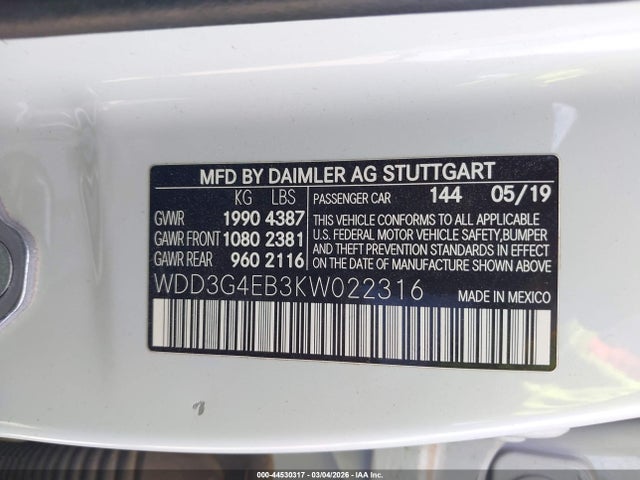 MFD BY DAIMLER AG STUTTGART
KG LBS
GVWR 1990 4387
GAWR FRONT 1080 2381
GAWR REAR 960 2116
PASSENGER CAR 144 05/19
THIS VEHICLE CONFORMS TO ALL APPLICABLE
U.S. FEDERAL MOTOR VEHICLE SAFETY,BUMPER
AND THEFT PREVENTION STANDARDS IN EFFECT
ON THE DATE OF MANUFACTURE SHOWN ABOVE
WDD3G4EB3KW022316
MADE IN MEXICO
000-44530317 - 03/04/2026 - IAAI.COM